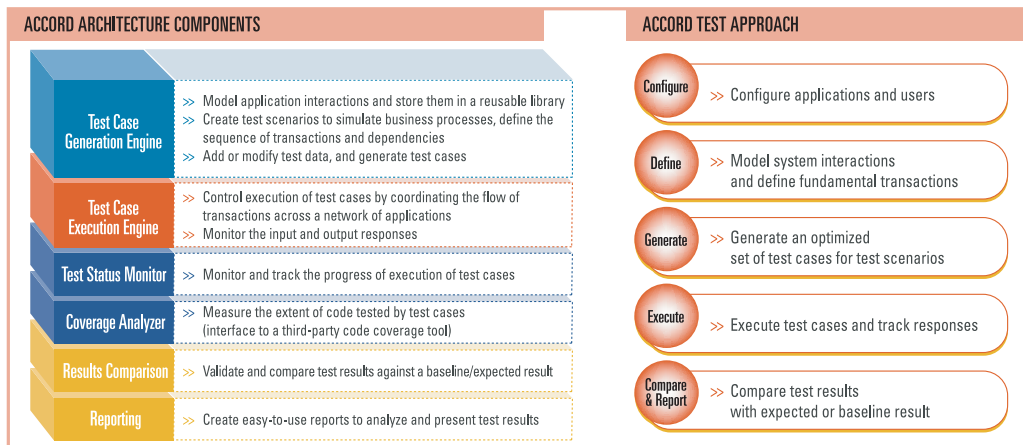 ACCORD ARCHITECTURE COMPONENTS
Test Case
Generation Engine
>> Model application interactions and store them in a reusable library
>> Create test scenarios to simulate business processes, define the
sequence of transactions and dependencies
>> Add or modify test data, and generate test cases
Test Case
Execution Engine
>> Control execution of test cases by coordinating the flow of
transactions across a network of applications
>> Monitor the input and output responses
Test Status Monitor
>> Monitor and track the progress of execution of test cases
Coverage Analyzer
>> Measure the extent of code tested by test cases
(interface to a third-party code coverage tool)
Results Comparison
>> Validate and compare test results against a baseline/expected result
Reporting
>> Create easy-to-use reports to analyze and present test results
ACCORD TEST APPROACH
Configure
>> Configure applications and users
Define
>> Model system interactions
and define fundamental transactions
Generate
>> Generate an optimized
set of test cases for test scenarios
Execute
>> Execute test cases and track responses
Compare
& Report
>> Compare test results
with expected or baseline result